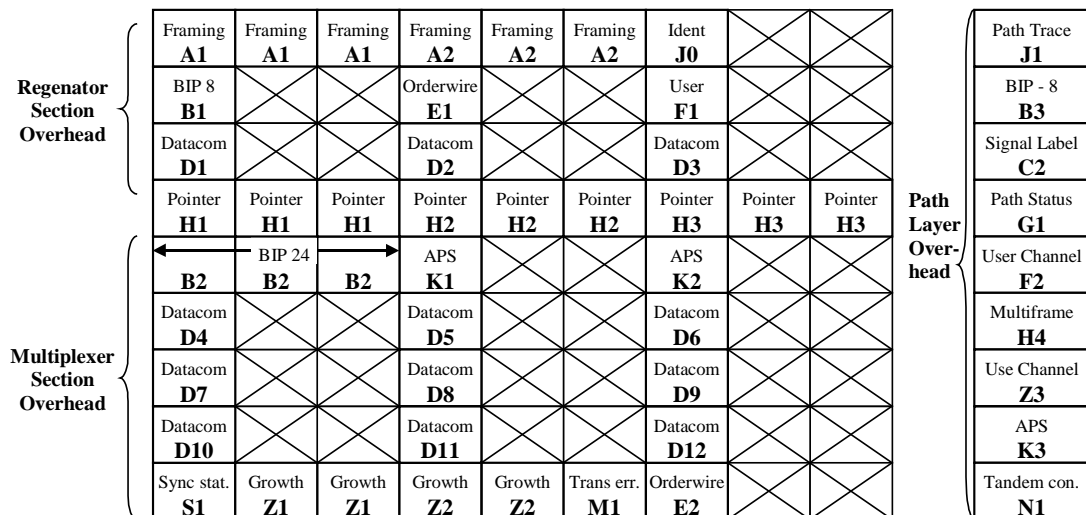 Framing Framing Framing Framing Framing Framing Ident Path Trace
A1 A1 A1 A2 A2 A2 J0 J1
Regenator Section Overhead
BIP 8 Orderwire User BIP - 8
B1 E1 F1 B3
Datacom Datacom Datacom Signal Label
D1 D2 D3 C2
Pointer Pointer Pointer Pointer Pointer Pointer Pointer Pointer Pointer Path Status
H1 H1 H1 H2 H2 H2 H3 H3 H3 G1
Path Layer Over-head
BIP 24 APS APS User Channel
B2 B2 B2 K1 K2 F2
Datacom Datacom Datacom Multiframe
D4 D5 D6 H4
Multiplexer Section Overhead
Datacom Datacom Datacom Use Channel
D7 D8 D9 Z3
Datacom Datacom Datacom APS
D10 D11 D12 K3
Sync stat. Growth Growth Growth Growth Trans err. Orderwire Tandem con.
S1 Z1 Z1 Z2 Z2 M1 E2 N1